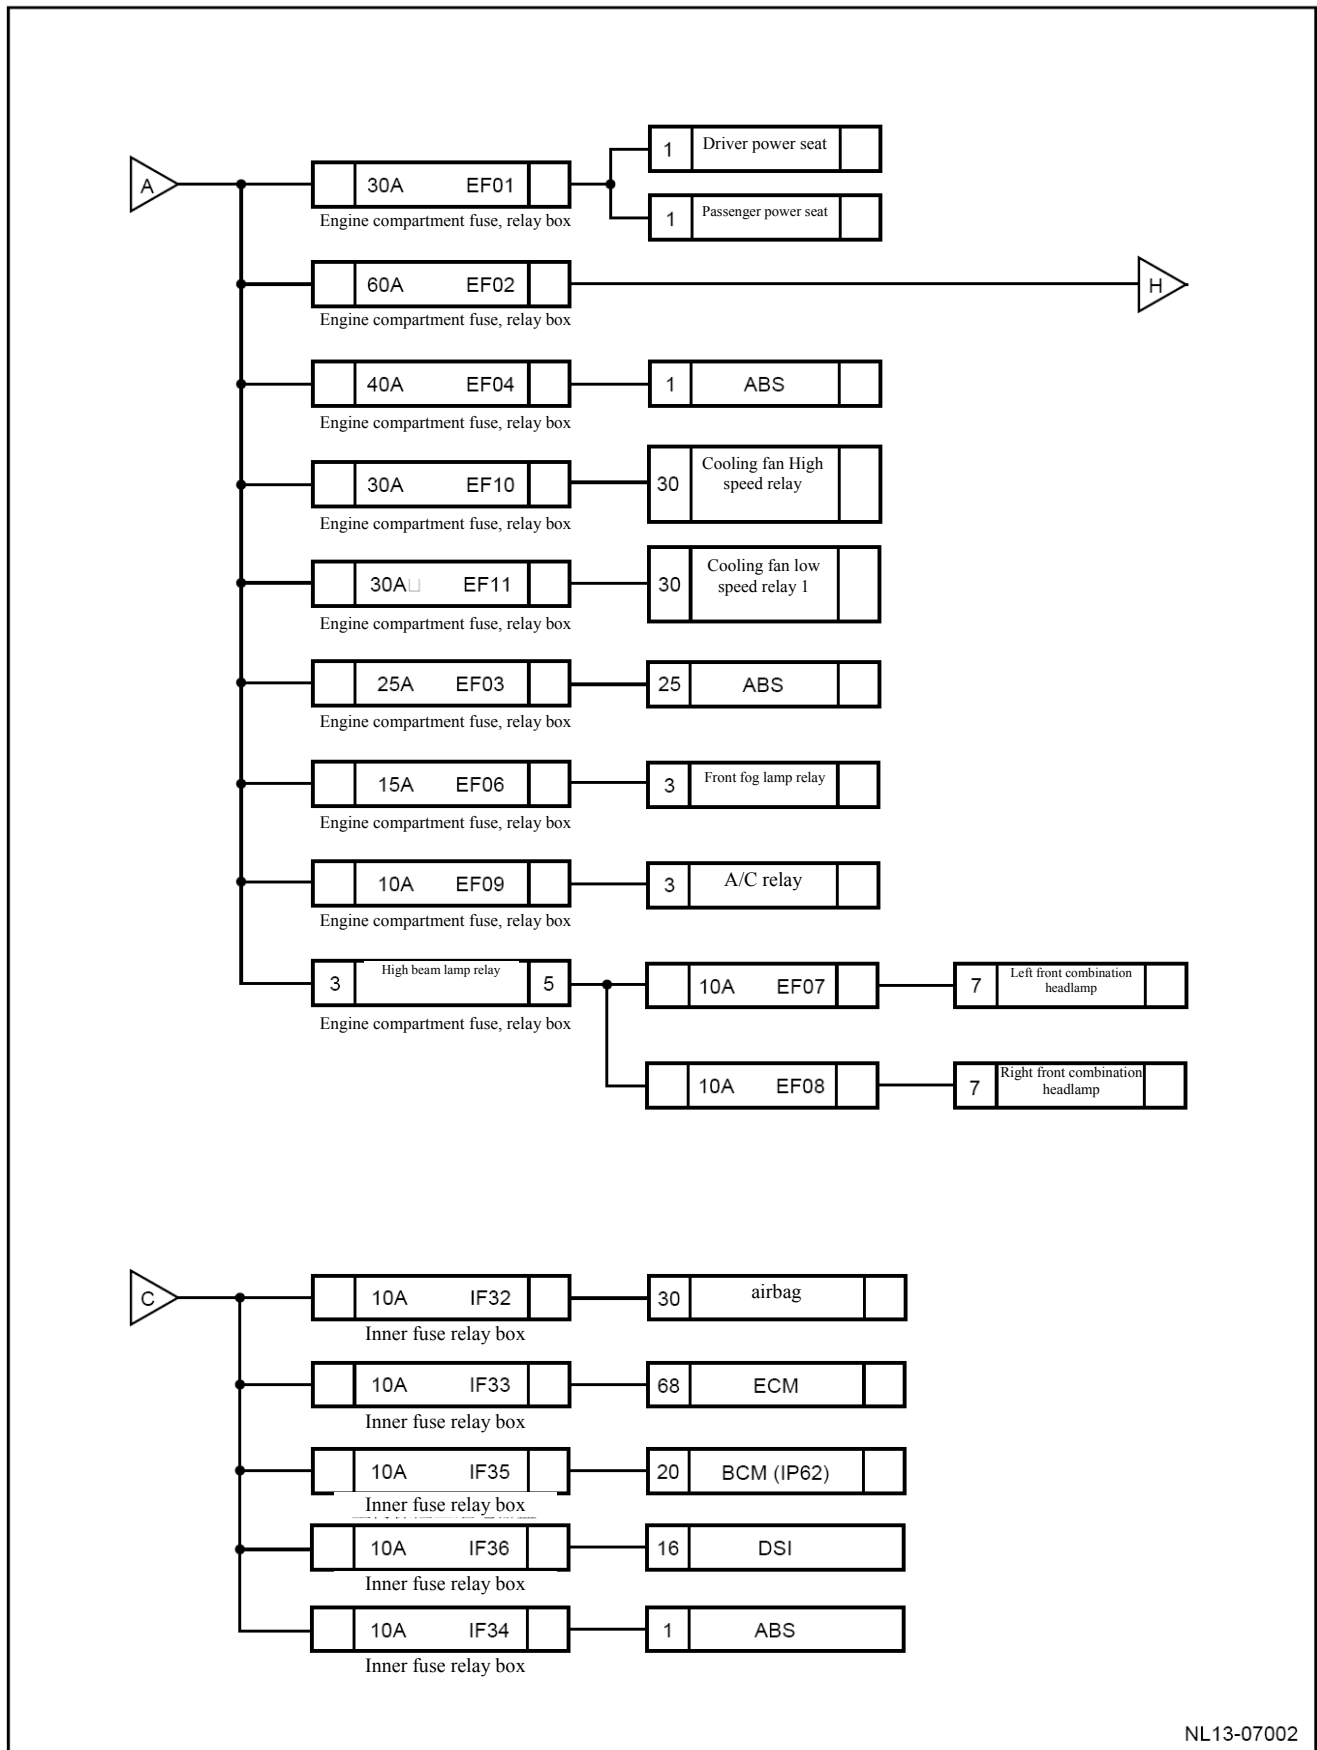 A
30A EF01
Engine compartment fuse, relay box
1 Driver power seat
1 Passenger power seat
60A EF02
Engine compartment fuse, relay box
H
40A EF04
Engine compartment fuse, relay box
1 ABS
30A EF10
Engine compartment fuse, relay box
30
Cooling fan High
speed relay
30A□ EF11
Engine compartment fuse, relay box
30
Cooling fan low
speed relay 1
25A EF03
Engine compartment fuse, relay box
25 ABS
15A EF06
Engine compartment fuse, relay box
3 Front fog lamp relay
10A EF09
Engine compartment fuse, relay box
3 A/C relay
3 High beam lamp relay 5
Engine compartment fuse, relay box
10A EF07
7
Left front combination
headlamp
10A EF08
7
Right front combination
headlamp
C
10A IF32
Inner fuse relay box
30 airbag
10A IF33
Inner fuse relay box
68 ECM
10A IF35
Inner fuse relay box
20 BCM (IP62)
10A IF36
Inner fuse relay box
16 DSI
10A IF34
Inner fuse relay box
1 ABS
NL13-07002